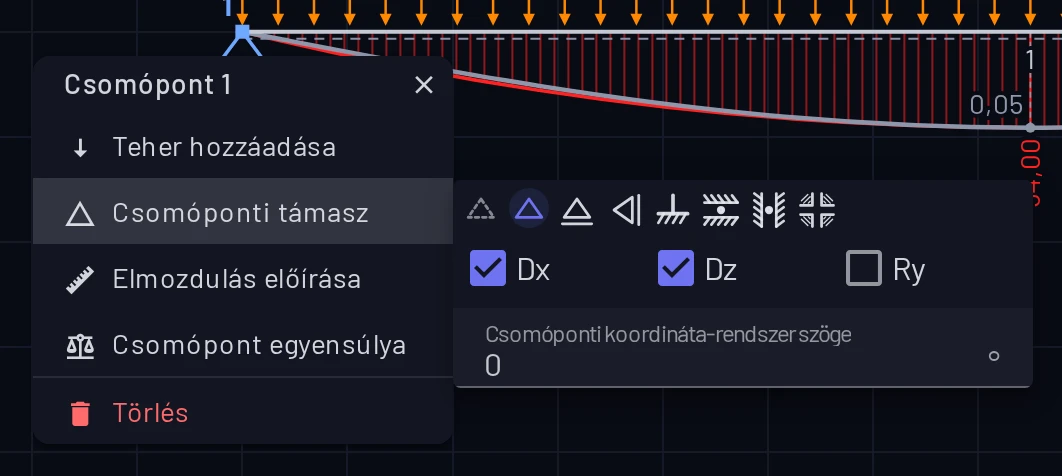 1
Csomópont 1
1
0,05
Teher hozzáadása
Csomóponti támasz
Dx
Dz
Ry
Elmozdulás előírása
Csomóponti koordináta-rendszer szöge
0
°
Csomópont egyensúlya
Törlés